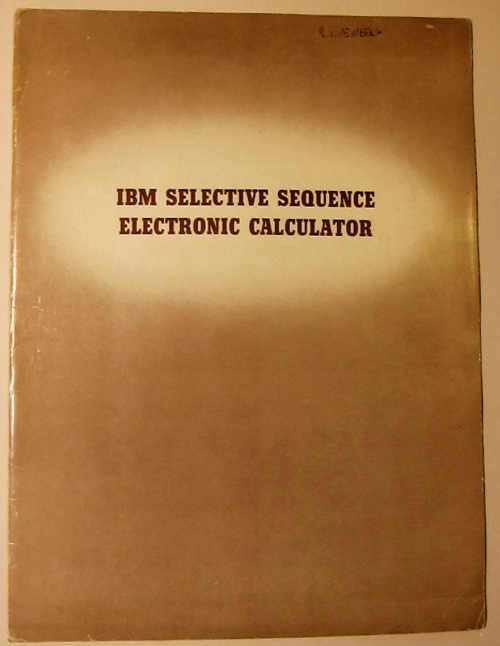 IBM SELECTIVE SEQUENCE
ELECTRONIC CALCULATOR